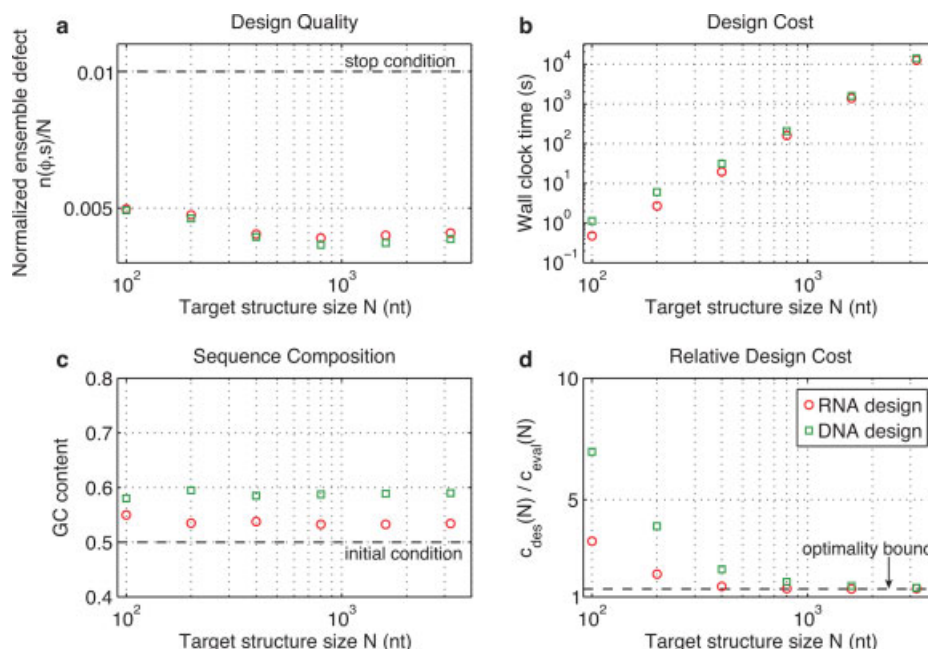 a
Design Quality
Normalized ensemble defect
n(ϕ,s)/N
0.01
0.005
stop condition
10²
10³
Target structure size N (nt)
b
Design Cost
Wall clock time (s)
10⁴
10³
10²
10¹
10⁰
10⁻¹
10²
10³
Target structure size N (nt)
c
Sequence Composition
GC content
0.8
0.7
0.6
0.5
0.4
initial condition
10²
10³
Target structure size N (nt)
d
Relative Design Cost
c_des(N) / c_eval(N)
10
5
1
RNA design
DNA design
optimality bound
10²
10³
Target structure size N (nt)